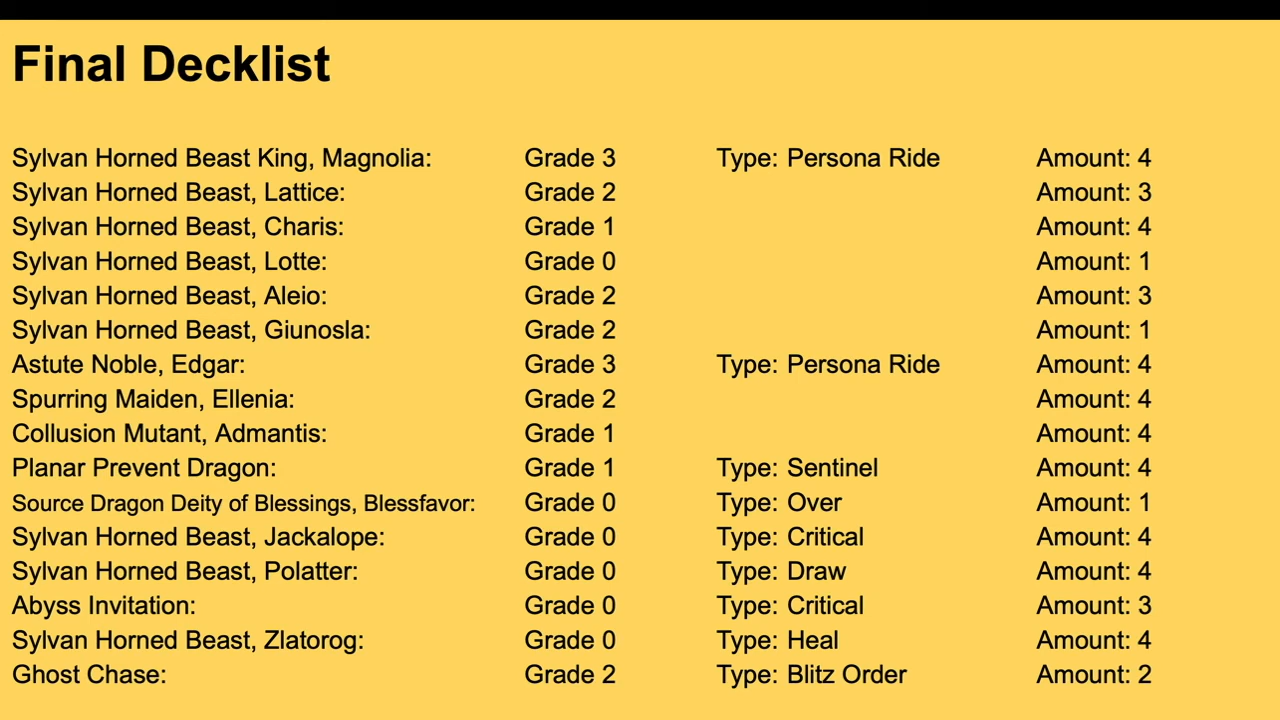 Final Decklist
Sylvan Horned Beast King, Magnolia: Grade 3 Type: Persona Ride Amount: 4
Sylvan Horned Beast, Lattice: Grade 2 Amount: 3
Sylvan Horned Beast, Charis: Grade 1 Amount: 4
Sylvan Horned Beast, Lotte: Grade 0 Amount: 1
Sylvan Horned Beast, Aleio: Grade 2 Amount: 3
Sylvan Horned Beast, Giunosla: Grade 2 Amount: 1
Astute Noble, Edgar: Grade 3 Type: Persona Ride Amount: 4
Spurring Maiden, Ellenia: Grade 2 Amount: 4
Collusion Mutant, Admantis: Grade 1 Amount: 4
Planar Prevent Dragon: Grade 1 Type: Sentinel Amount: 4
Source Dragon Deity of Blessings, Blessfavor: Grade 0 Type: Over Amount: 1
Sylvan Horned Beast, Jackalope: Grade 0 Type: Critical Amount: 4
Sylvan Horned Beast, Polatter: Grade 0 Type: Draw Amount: 4
Abyss Invitation: Grade 0 Type: Critical Amount: 3
Sylvan Horned Beast, Zlatorog: Grade 0 Type: Heal Amount: 4
Ghost Chase: Grade 2 Type: Blitz Order Amount: 2